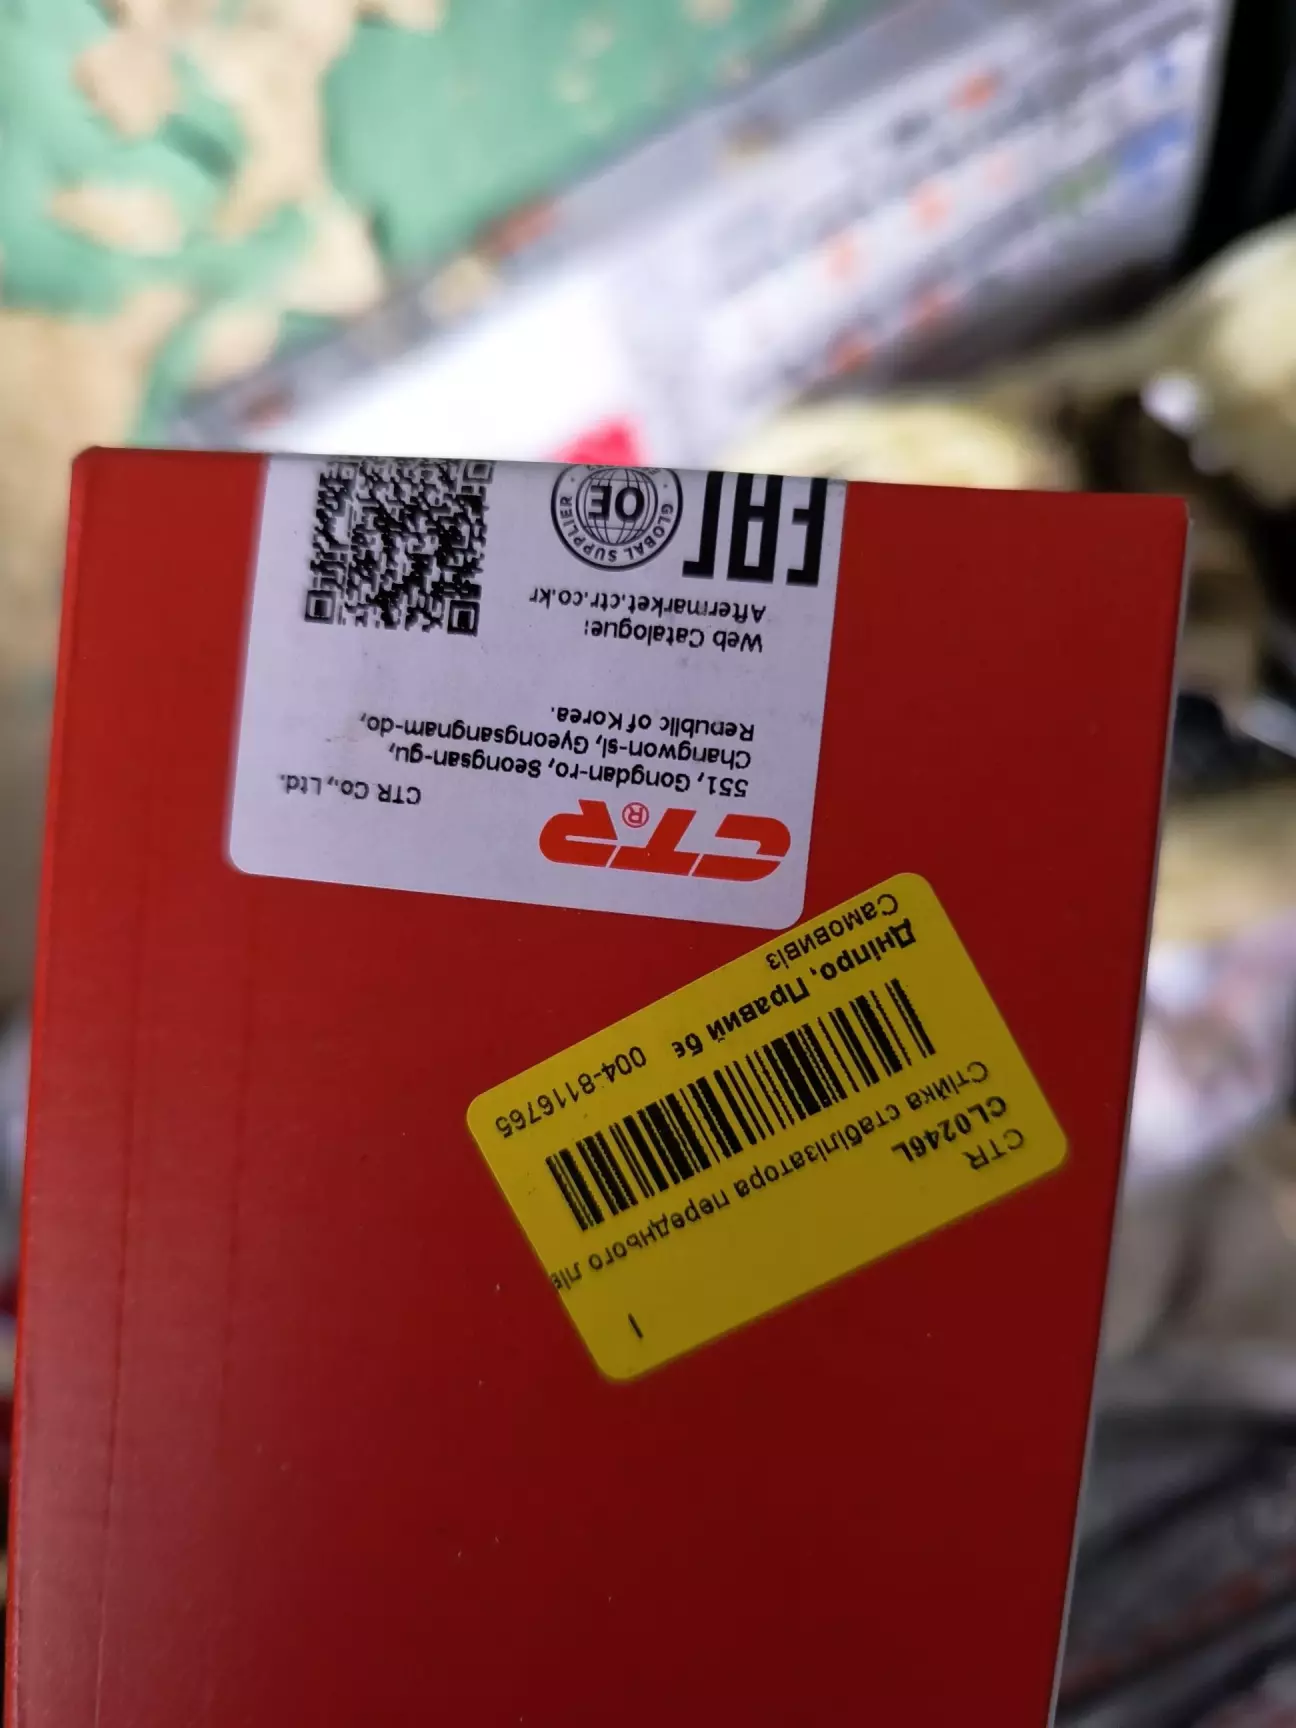 CTR®
CTR Co., Ltd.
551, Gongdan-ro, Seongsan-gu,
Changwon-si, Gyeongsangnam-do,
Republic of Korea.
Web Catalogue:
Aftermarket.ctr.co.kr
EAC
OE
GLOBAL SUPPLIER
CTR
CL0246L
Стійка стабілізатора переднього лів
004-8116765
Дніпро, Правий бе
Самовивіз